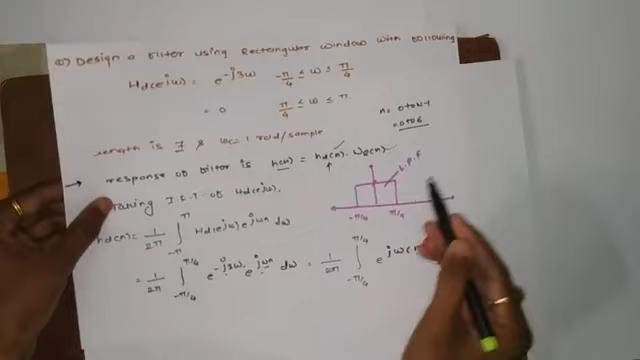 Q) Design a filter using Rectangular window with following
Hd(e^jω) = e^-j3ω  -π/4 ≤ ω ≤ π/4
= 0  π/4 ≤ ω ≤ π
n = 0 to N-1
= 0 to 6
length is 7 & ωc = 1 rad/sample
→ response of filter is h(n) = hd(n) · WR(n)
L.P.F
Taking I.F.T of Hd(e^jω).
-π/4  π/4
hd(n) = 1/2π ∫_-π^π Hd(e^jω) e^jωn dω
= 1/2π ∫_-π/4^π/4 e^-j3ω · e^jωn dω = 1/2π ∫_-π/4^π/4 e^jω(n